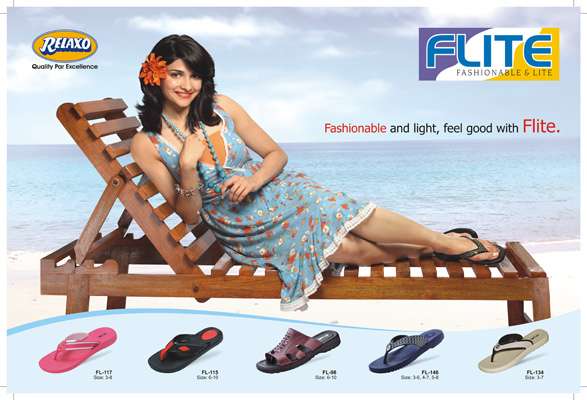 RELAXO
Quality Par Excellence
FLITE
FASHIONABLE & LITE
Fashionable and light, feel good with Flite.
FL-117
Size: 3-8
FL-115
Size: 6-10
FL-98
Size: 6-10
FL-146
Size: 3-6, 4-7, 5-8
FL-134
Size: 3-7